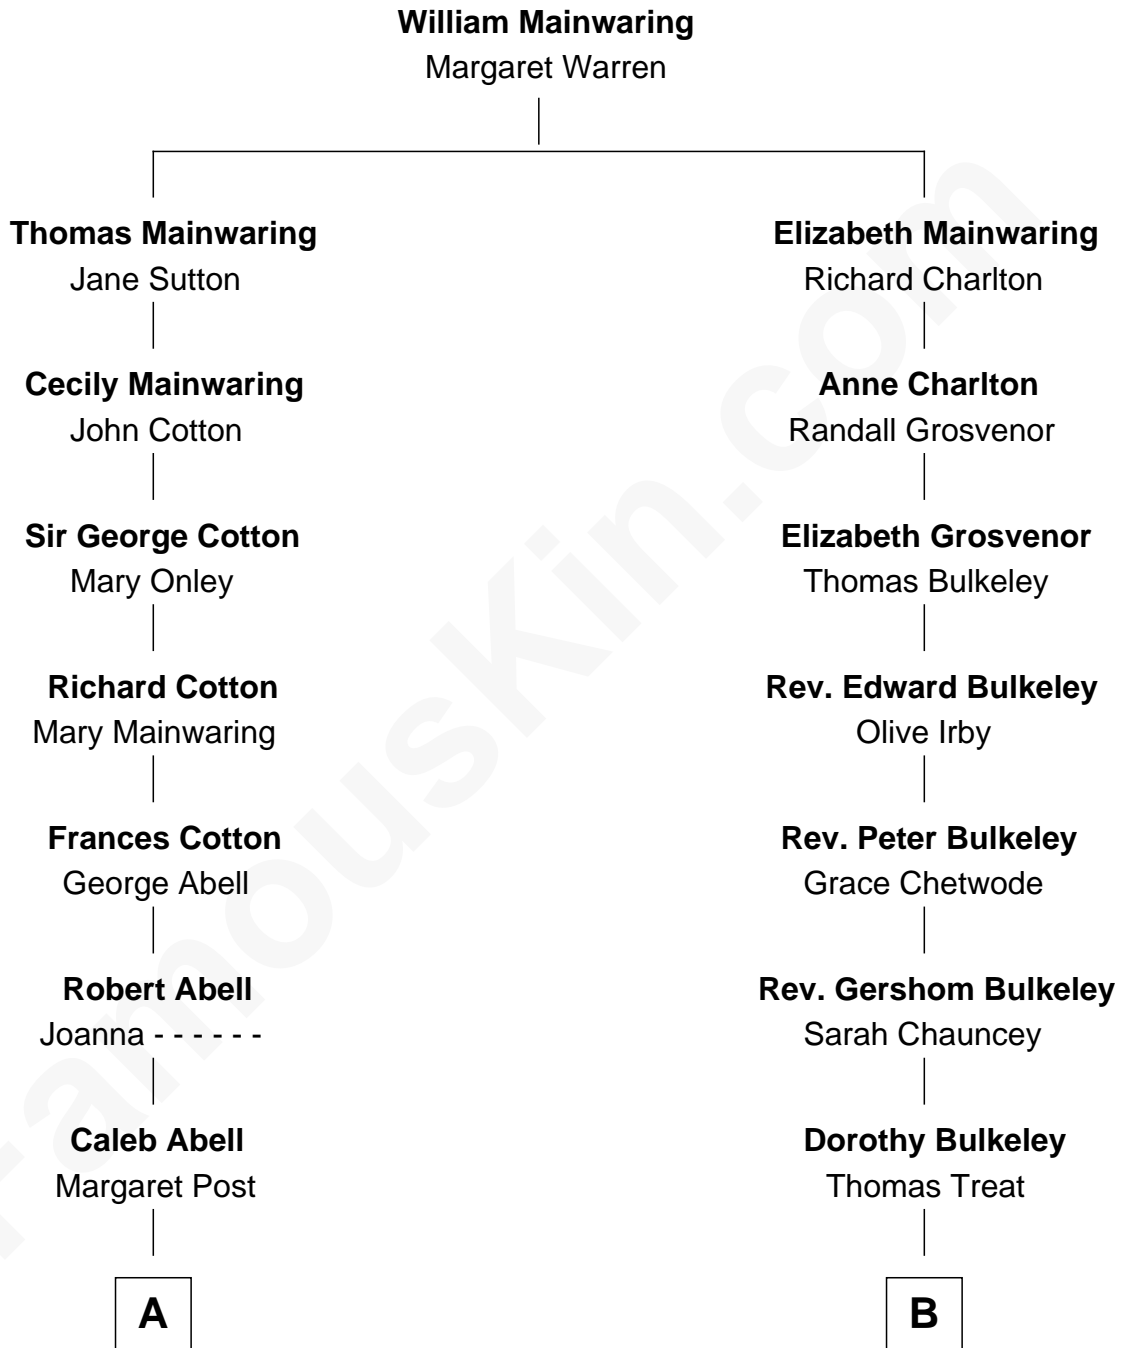 William Mainwaring
Margaret Warren
Thomas Mainwaring
Jane Sutton
Elizabeth Mainwaring
Richard Charlton
Cecily Mainwaring
John Cotton
Anne Charlton
Randall Grosvenor
Sir George Cotton
Mary Onley
Elizabeth Grosvenor
Thomas Bulkeley
Richard Cotton
Mary Mainwaring
Rev. Edward Bulkeley
Olive Irby
Frances Cotton
George Abell
Rev. Peter Bulkeley
Grace Chetwode
Robert Abell
Joanna - - - - - -
Rev. Gershom Bulkeley
Sarah Chauncey
Caleb Abell
Margaret Post
Dorothy Bulkeley
Thomas Treat
A
B
FamousKin.com